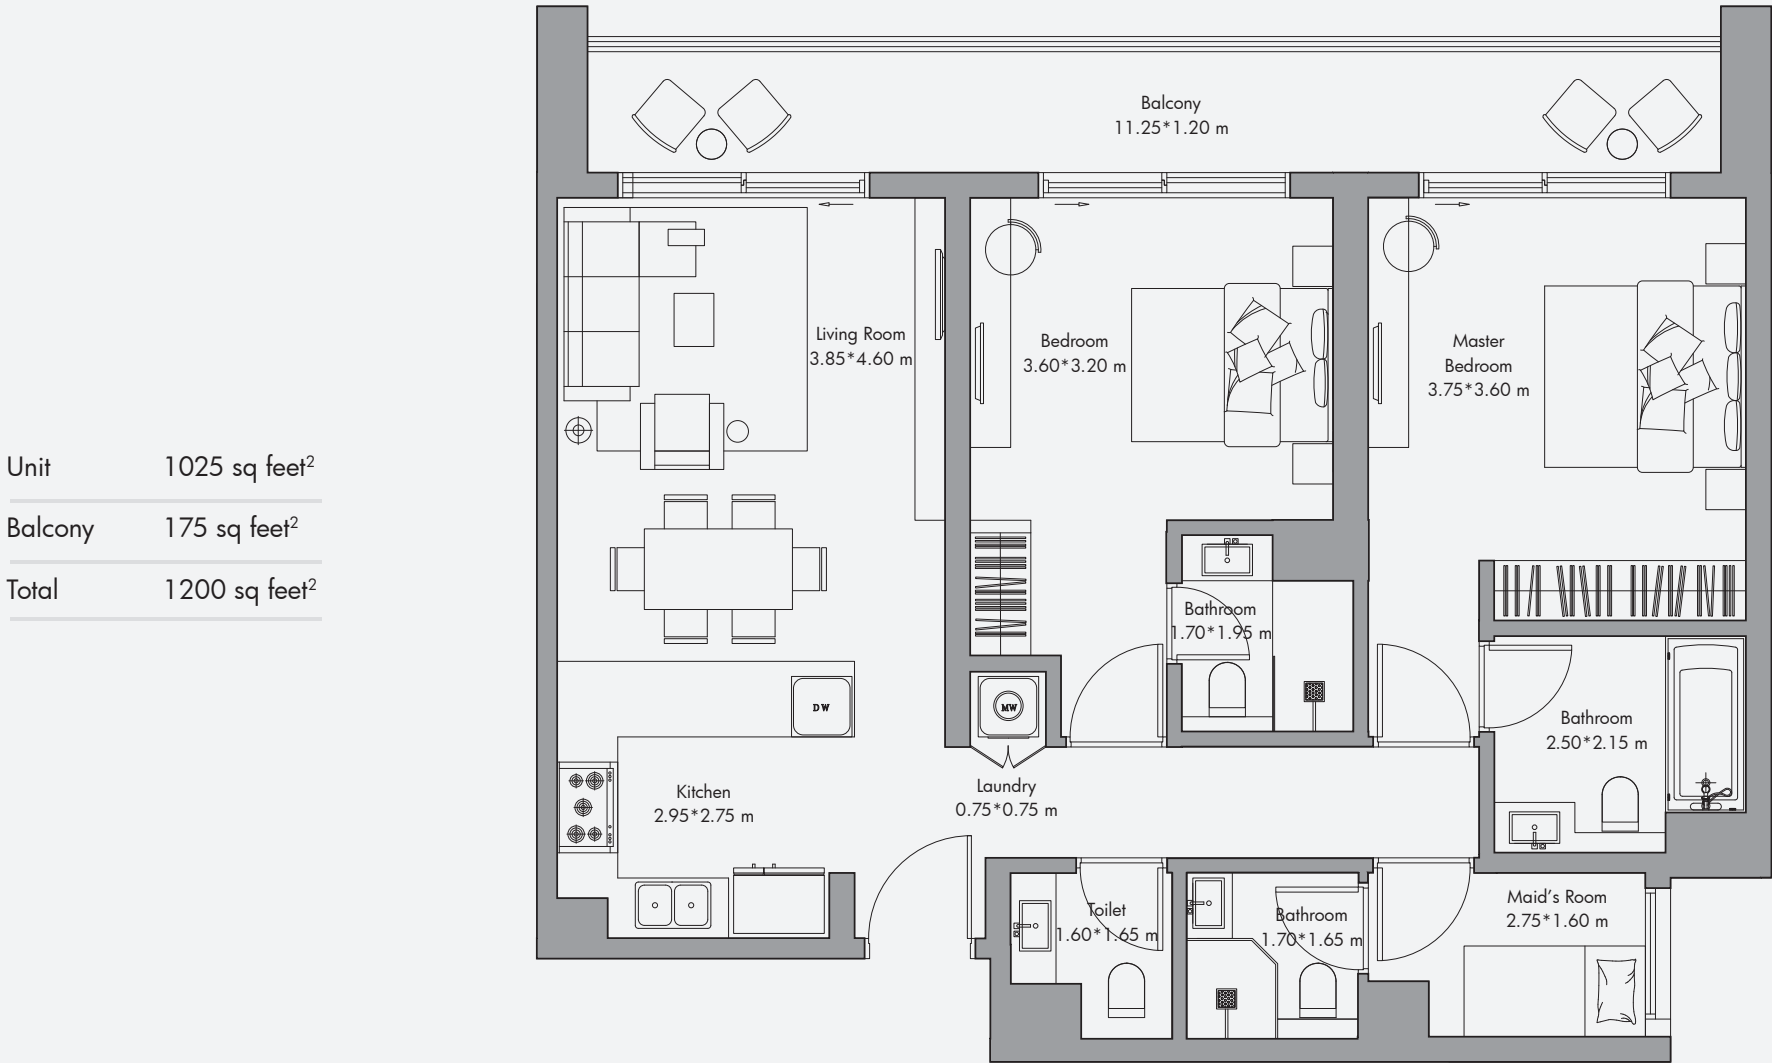 Unit 1025 sq feet²
Balcony 175 sq feet²
Total 1200 sq feet²
Balcony
11.25*1.20 m
Living Room
3.85*4.60 m
Bedroom
3.60*3.20 m
Master
Bedroom
3.75*3.60 m
Bathroom
1.70*1.95 m
DW
MW
Bathroom
2.50*2.15 m
Kitchen
2.95*2.75 m
Laundry
0.75*0.75 m
Toilet
1.60*1.65 m
Bathroom
1.70*1.65 m
Maid's Room
2.75*1.60 m